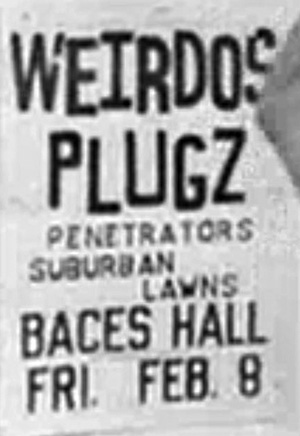 WEIRDOS
PLUGZ
PENETRATORS
SUBURBAN
LAWNS
BACES HALL
FRI. FEB. 8